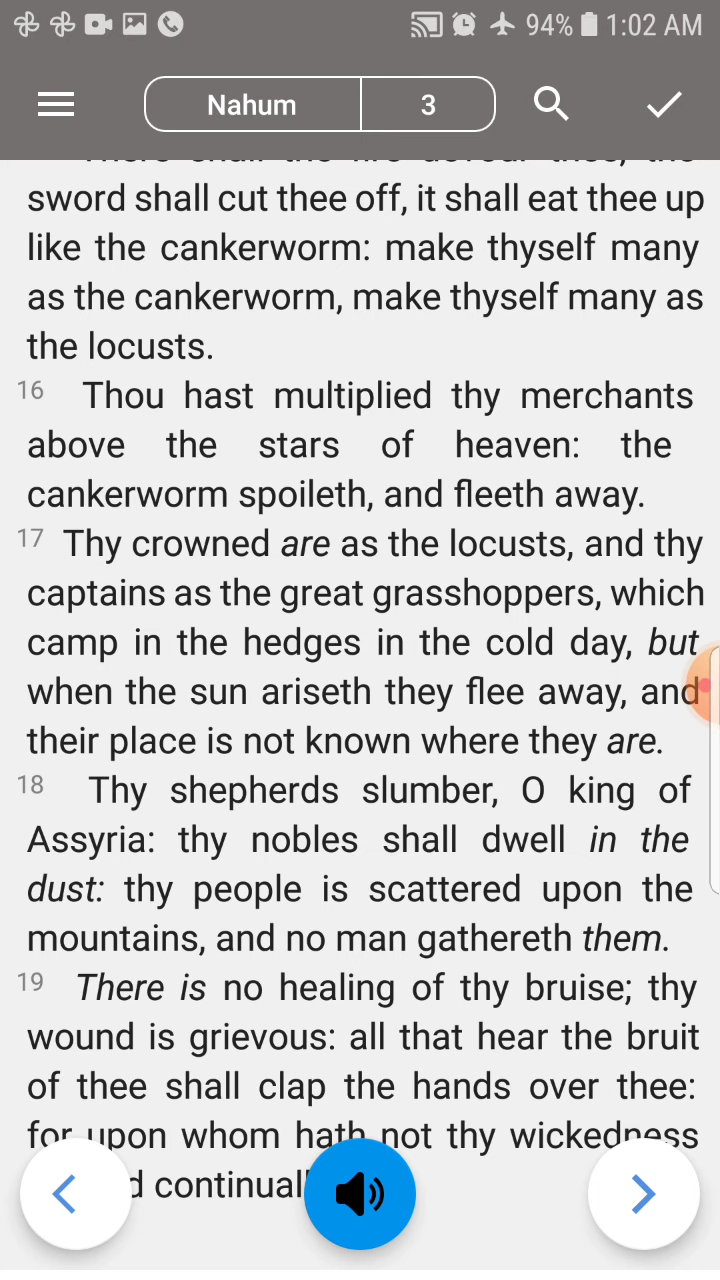 94% 1:02 AM
Nahum 3
sword shall cut thee off, it shall eat thee up
like the cankerworm: make thyself many
as the cankerworm, make thyself many as
the locusts.
16 Thou hast multiplied thy merchants
above the stars of heaven: the
cankerworm spoileth, and fleeth away.
17 Thy crowned are as the locusts, and thy
captains as the great grasshoppers, which
camp in the hedges in the cold day, but
when the sun ariseth they flee away, and
their place is not known where they are.
18 Thy shepherds slumber, O king of
Assyria: thy nobles shall dwell in the
dust: thy people is scattered upon the
mountains, and no man gathereth them.
19 There is no healing of thy bruise; thy
wound is grievous: all that hear the bruit
of thee shall clap the hands over thee:
for upon whom hath not thy wickedness